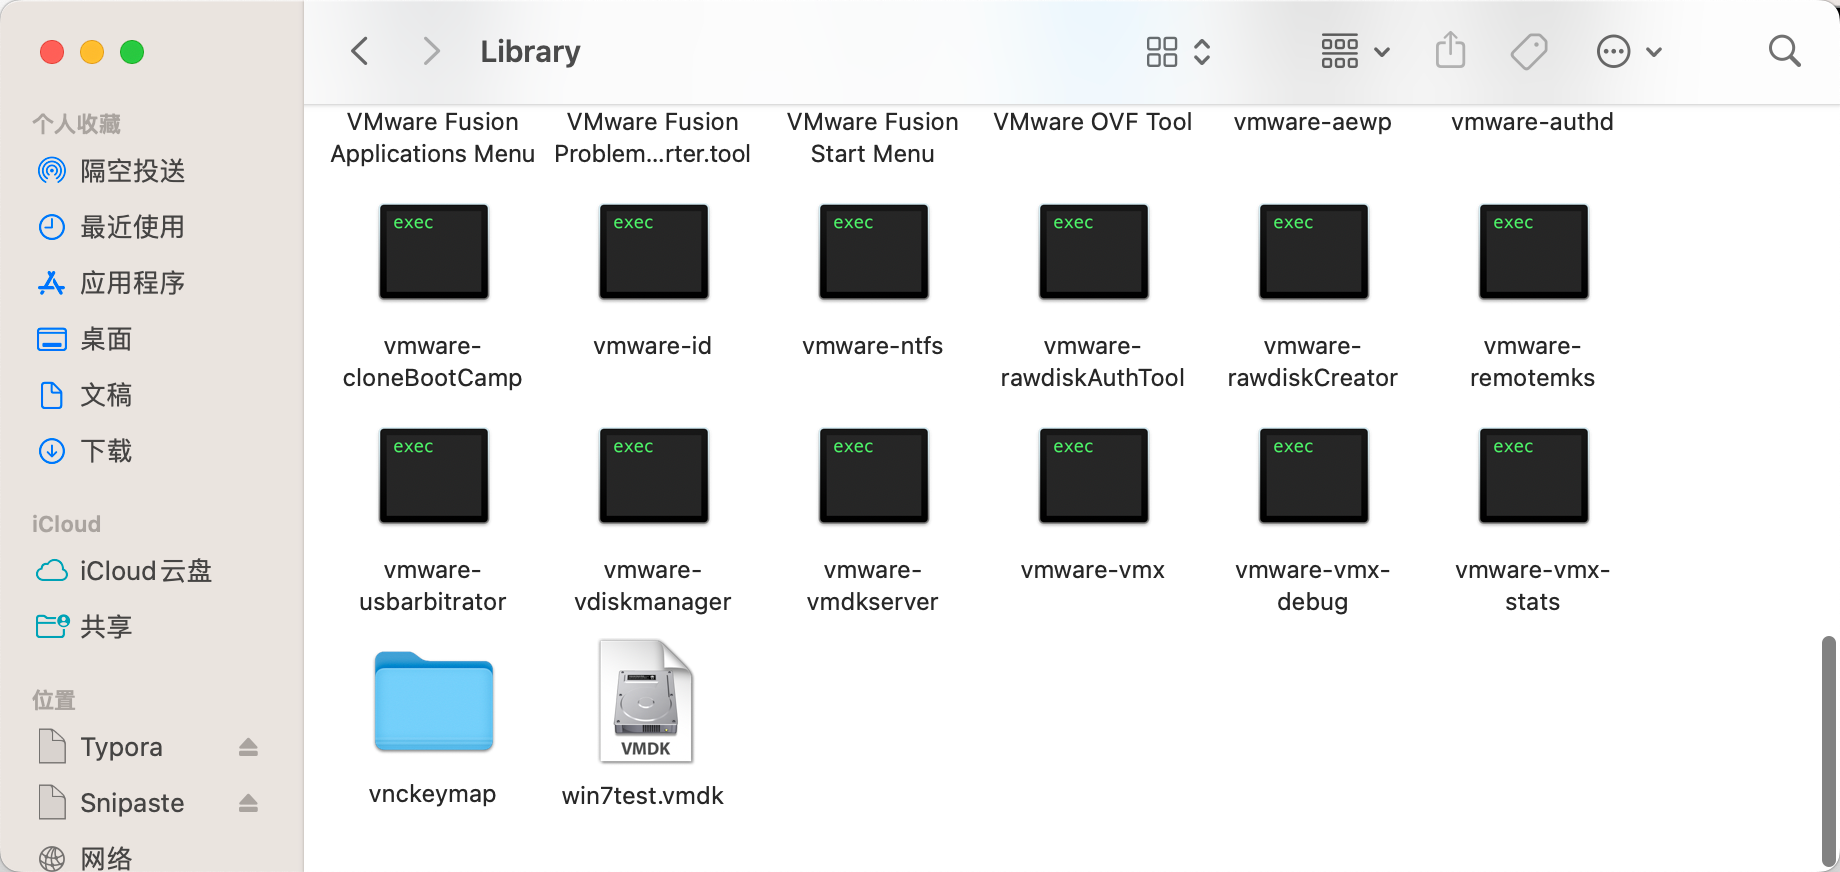 Library
个人收藏
隔空投送
最近使用
应用程序
桌面
文稿
下载
iCloud
iCloud云盘
共享
位置
Typora
Snipaste
网络
VMware Fusion
Applications Menu
VMware Fusion
Problem...rter.tool
VMware Fusion
Start Menu
VMware OVF Tool
vmware-aewp
vmware-authd
exec
exec
exec
exec
exec
exec
vmware-
cloneBootCamp
vmware-id
vmware-ntfs
vmware-
rawdiskAuthTool
vmware-
rawdiskCreator
vmware-
remotemks
exec
exec
exec
exec
exec
exec
vmware-
usbarbitrator
vmware-
vdiskmanager
vmware-
vmdkserver
vmware-vmx
vmware-vmx-
debug
vmware-vmx-
stats
VMDK
vnckeymap
win7test.vmdk